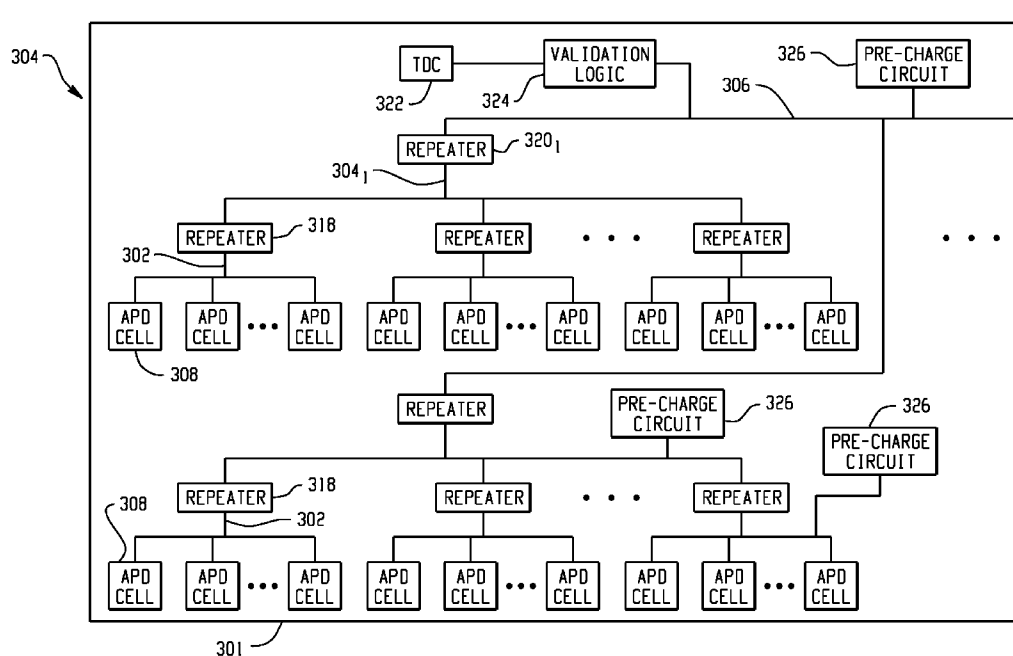 304
TDC
322
VALIDATION
LOGIC
324
326
PRE-CHARGE
CIRCUIT
306
REPEATER
320₁
304₁
REPEATER
318
REPEATER
• • •
REPEATER
• • •
302
APD
CELL
APD
CELL
•••
APD
CELL
APD
CELL
APD
CELL
•••
APD
CELL
APD
CELL
APD
CELL
•••
APD
CELL
308
REPEATER
PRE-CHARGE
CIRCUIT
326
326
PRE-CHARGE
CIRCUIT
REPEATER
318
REPEATER
• • •
REPEATER
308
302
APD
CELL
APD
CELL
•••
APD
CELL
APD
CELL
APD
CELL
•••
APD
CELL
APD
CELL
APD
CELL
•••
APD
CELL
301